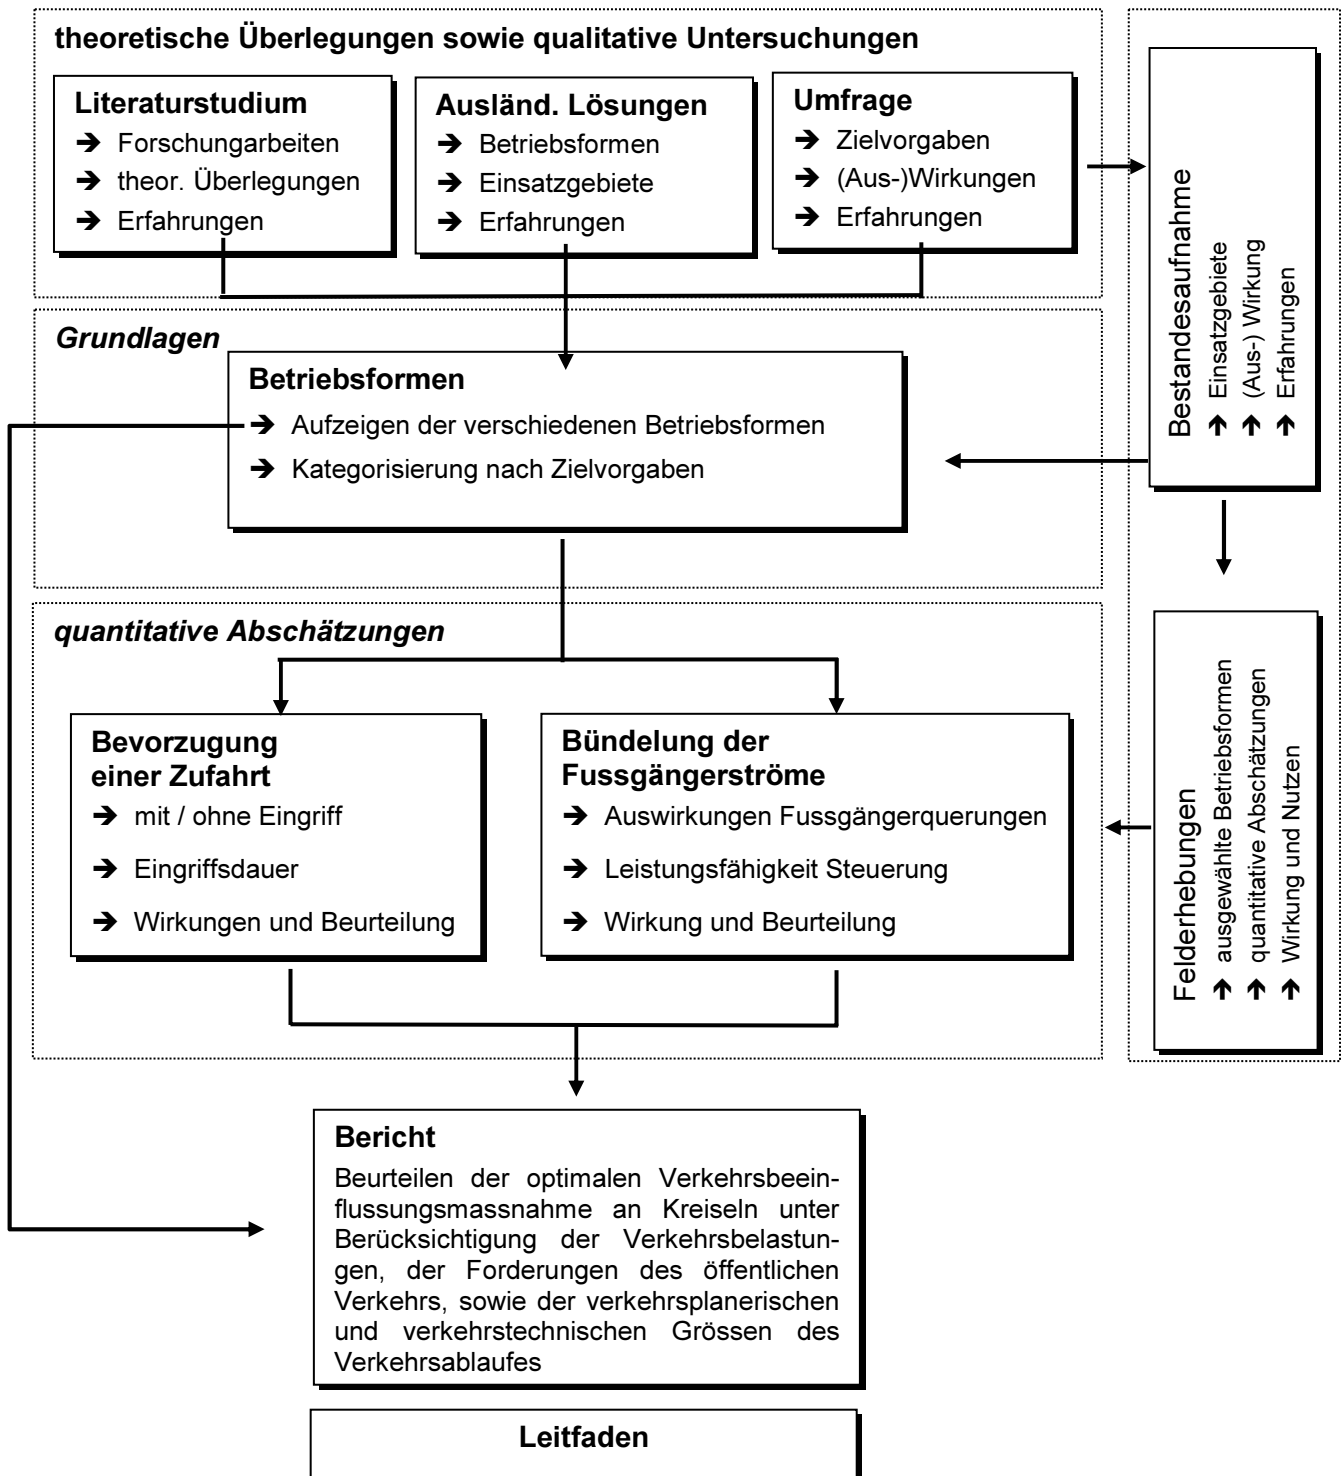 theoretische Überlegungen sowie qualitative Untersuchungen
Literaturstudium
➔ Forschungarbeiten
➔ theor. Überlegungen
➔ Erfahrungen
Ausländ. Lösungen
➔ Betriebsformen
➔ Einsatzgebiete
➔ Erfahrungen
Umfrage
➔ Zielvorgaben
➔ (Aus-)Wirkungen
➔ Erfahrungen
Bestandesaufnahme
➔ Einsatzgebiete
➔ (Aus-) Wirkung
➔ Erfahrungen
Grundlagen
Betriebsformen
➔ Aufzeigen der verschiedenen Betriebsformen
➔ Kategorisierung nach Zielvorgaben
quantitative Abschätzungen
Bevorzugung
einer Zufahrt
➔ mit / ohne Eingriff
➔ Eingriffsdauer
➔ Wirkungen und Beurteilung
Bündelung der
Fussgängerströme
➔ Auswirkungen Fussgängerquerungen
➔ Leistungsfähigkeit Steuerung
➔ Wirkung und Beurteilung
Felderhebungen
➔ ausgewählte Betriebsformen
➔ quantitative Abschätzungen
➔ Wirkung und Nutzen
Bericht
Beurteilen der optimalen Verkehrsbeein-
flussungsmassnahme an Kreiseln unter
Berücksichtigung der Verkehrsbelastun-
gen, der Forderungen des öffentlichen
Verkehrs, sowie der verkehrsplanerischen
und verkehrstechnischen Grössen des
Verkehrsablaufes
Leitfaden